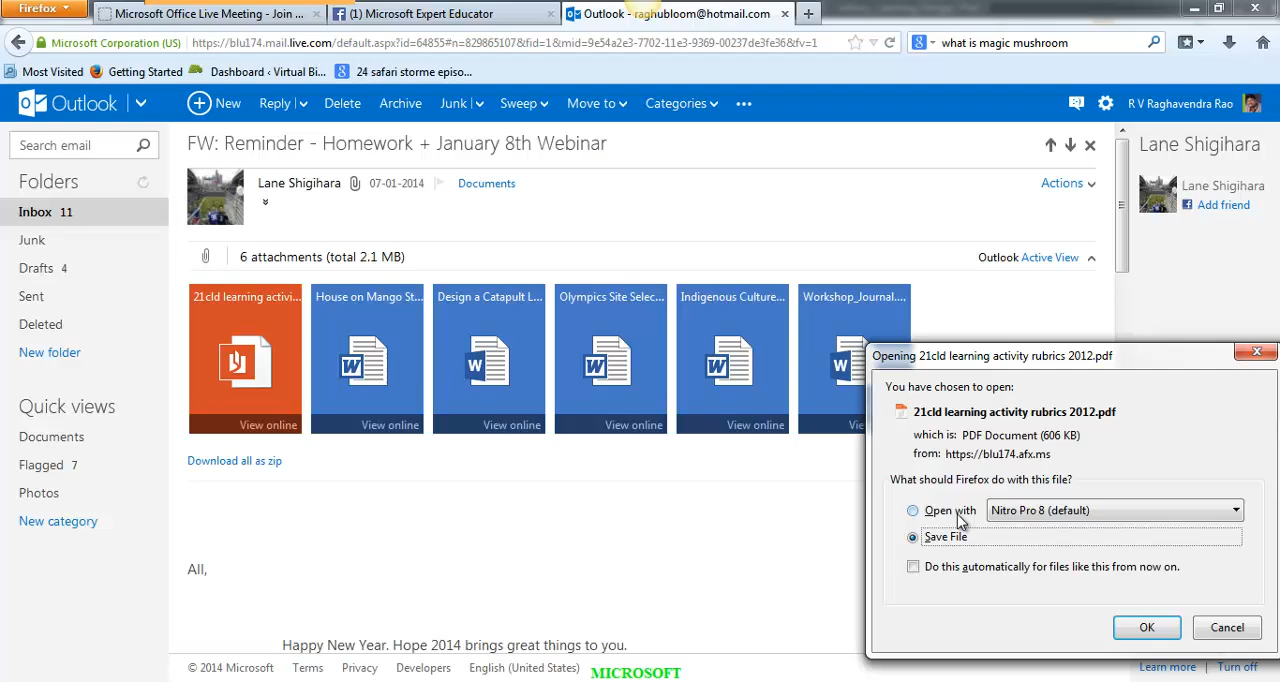 Firefox
Microsoft Office Live Meeting - Join ...
(1) Microsoft Expert Educator
Outlook - raghubloom@hotmail.com
Microsoft Corporation (US)
https://blu174.mail.live.com/default.aspx?id=64855#n=829865107&fid=1&mid=9e54a2e3-7702-11e3-9369-00237de3fe36&fv=1
what is magic mushroom
Most Visited
Getting Started
Dashboard ‹ Virtual Bi...
24 safari storme episo...
Outlook
New
Reply
Delete
Archive
Junk
Sweep
Move to
Categories
R V Raghavendra Rao
Search email
Folders
Inbox 11
Junk
Drafts 4
Sent
Deleted
New folder
Quick views
Documents
Flagged 7
Photos
New category
FW: Reminder - Homework + January 8th Webinar
Lane Shigihara
07-01-2014
Documents
Actions
6 attachments (total 2.1 MB)
Outlook Active View
21cld learning activi...
House on Mango St...
Design a Catapult L...
Olympics Site Selec...
Indigenous Culture...
Workshop_Journal....
View online
View online
View online
View online
View online
Vie
Download all as zip
All,
Happy New Year. Hope 2014 brings great things to you.
Lane Shigihara
Lane Shigihara
Add friend
Opening 21cld learning activity rubrics 2012.pdf
You have chosen to open:
21cld learning activity rubrics 2012.pdf
which is: PDF Document (606 KB)
from: https://blu174.afx.ms
What should Firefox do with this file?
Open with
Nitro Pro 8 (default)
Save File
Do this automatically for files like this from now on.
OK
Cancel
© 2014 Microsoft
Terms
Privacy
Developers
English (United States)
MICROSOFT
Learn more
Turn off